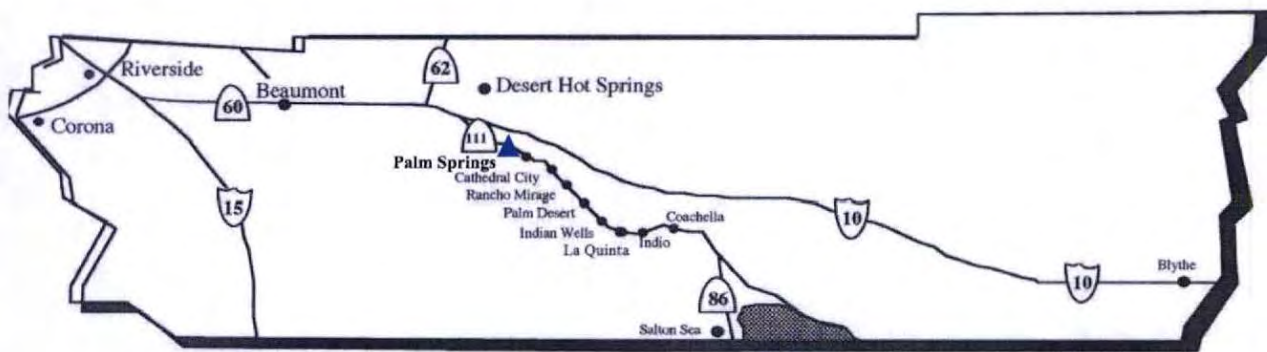 Riverside
62
Desert Hot Springs
Beaumont
60
Corona
111
Palm Springs
Cathedral City
Rancho Mirage
15
Palm Desert
Coachella
10
Indian Wells
Indio
La Quinta
Blythe
10
86
Salton Sea